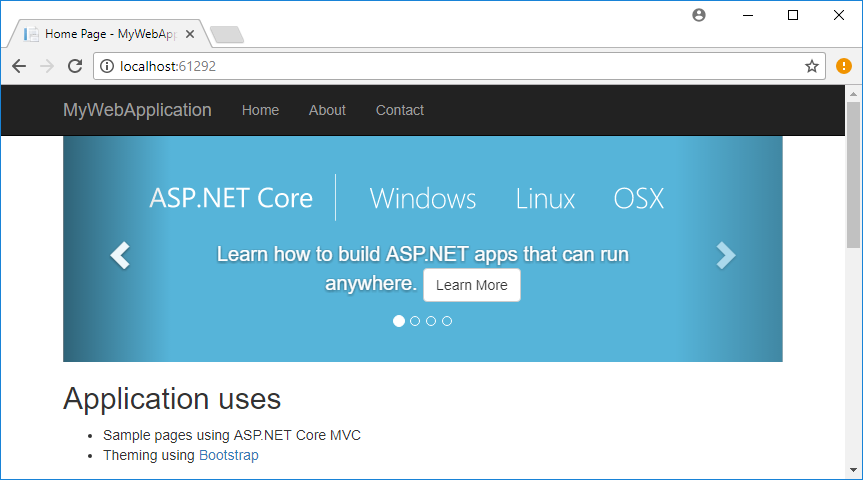 Home Page - MyWebApp
localhost:61292
MyWebApplication Home About Contact
ASP.NET Core Windows Linux OSX
Learn how to build ASP.NET apps that can run
anywhere. Learn More
Application uses
Sample pages using ASP.NET Core MVC
Theming using Bootstrap